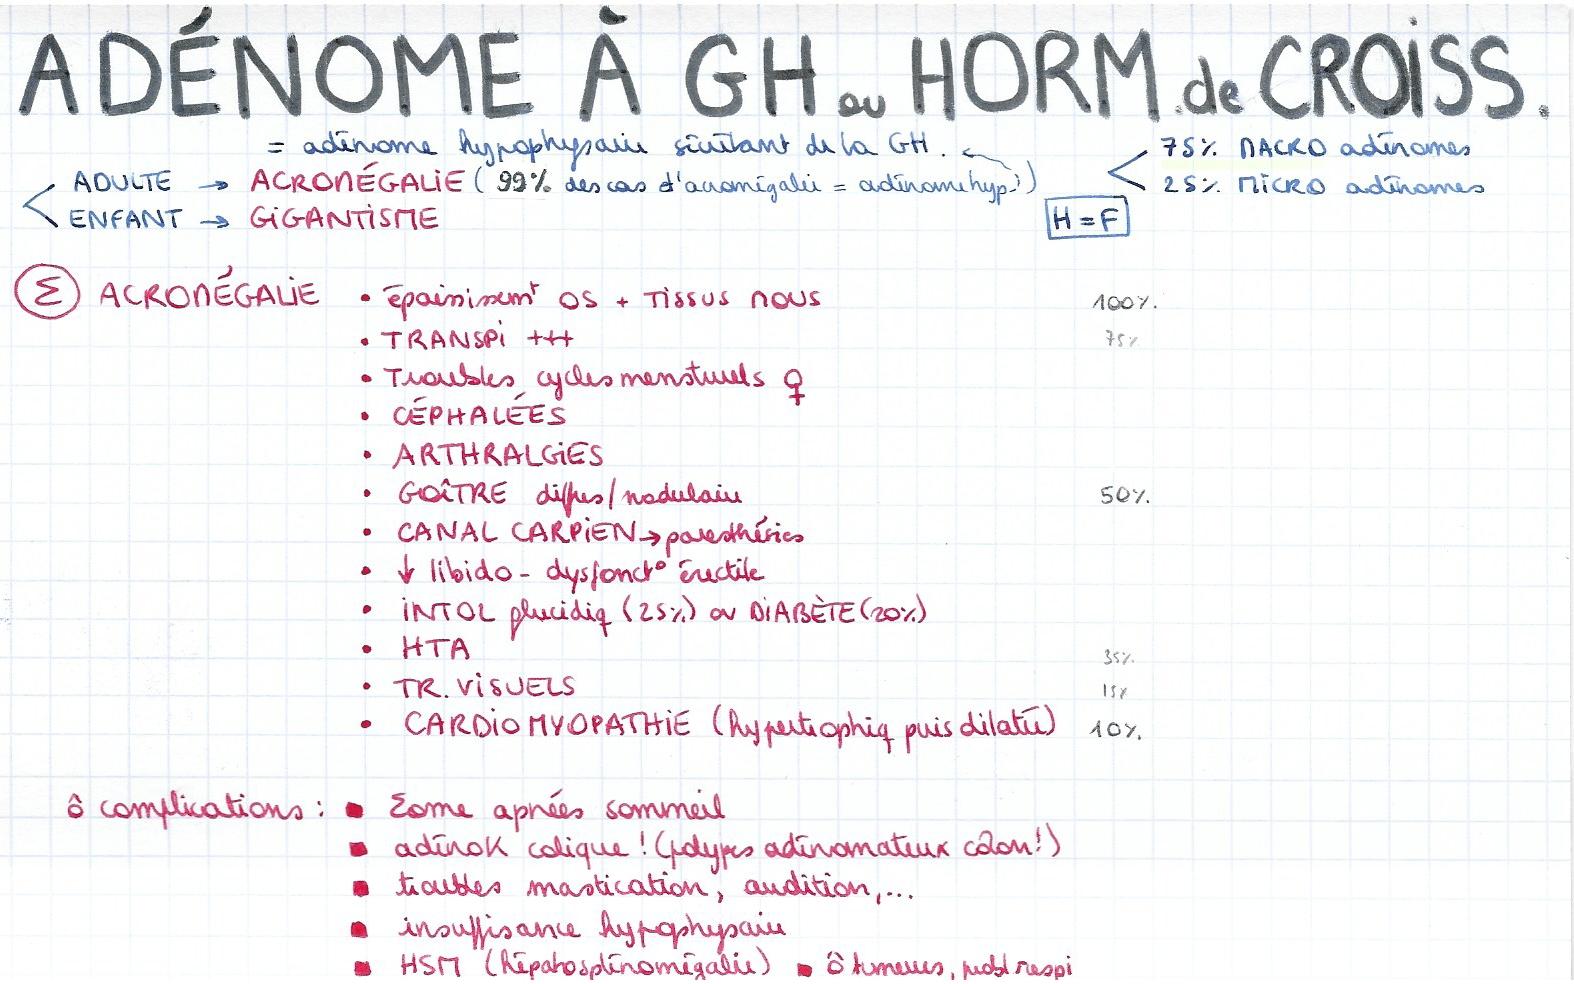 ADÉNOME À GH ou HORM. de CROISS.
= adénome hypophysaire sécrétant de la GH.
75% MACRO adénomes
25% MICRO adénomes
ADULTE → ACROMÉGALIE (99% des cas d'acromégalie = adénome hyp.)
ENFANT → GIGANTISME
H = F
Σ ACROMÉGALIE • épaississemt OS + TISSUS MOUS 100%.
• TRANSPI +++ 75%
• Troubles cycles menstruels ♀
• CÉPHALÉES
• ARTHRALGIES
• GOÎTRE diffus/nodulaire 50%.
• CANAL CARPIEN → paresthésies
• ↓ libido - dysfonct° érectile
• INTOL glucidiq (25%) ou DIABÈTE (20%)
• HTA 35%.
• TR. VISUELS 15%
• CARDIOMYOPATHIE (hypertrophiq puis dilatée) 10%.
ô complications : ▪ Σome apnées sommeil
▪ adénoK colique ! (polypes adénomateux côlon !)
▪ troubles mastication, audition,...
▪ insuffisance hypophysaire
▪ HSM (hépatosplénomégalie) ▪ ô tumeurs, probl respi